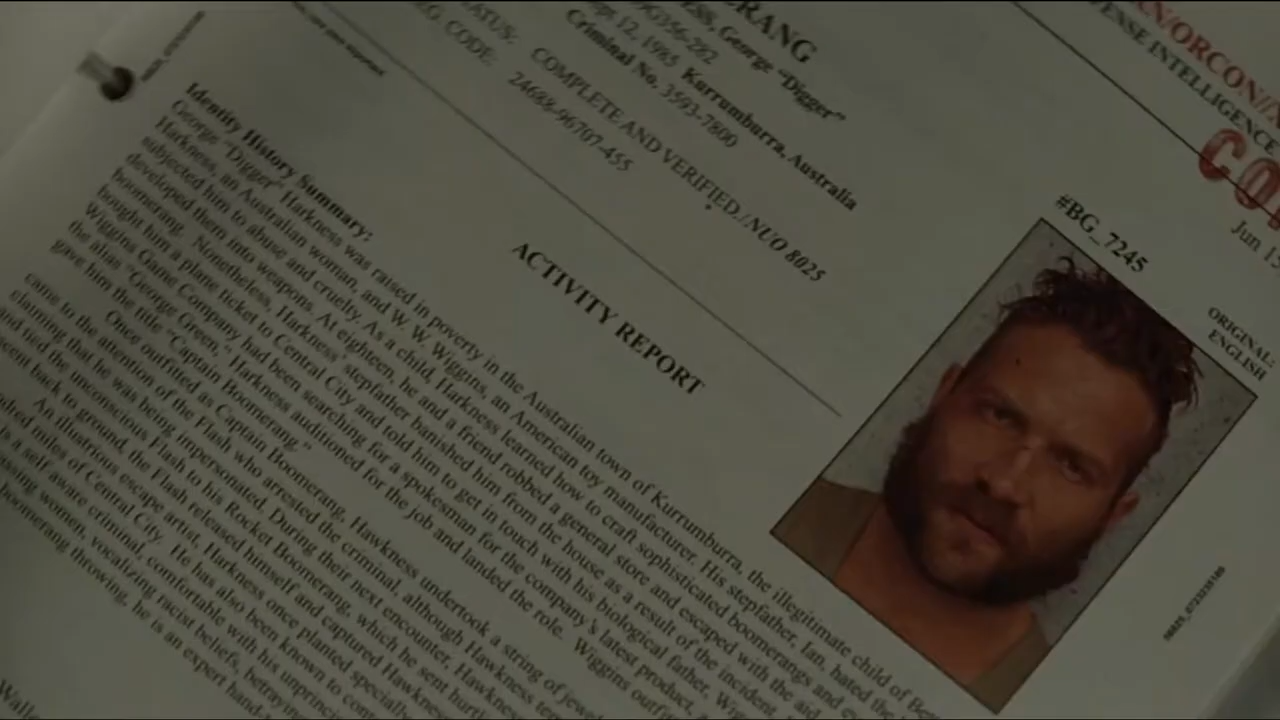 ERANG
George "Digger"
12, 1965 Kurrumburra, Australia
Criminal No. 3593-7800
COMPLETE AND VERIFIED./NUO 8025
CODE: 24688-96707-455
#BG_7245
ORIGINAL:
ENGLISH
Jun
ACTIVITY REPORT
Identity History Summary:
George "Digger" Harkness was raised in poverty in the Australian town of Kurrumburra, the illegitimate child of
Harkness, an Australian woman, and W. W. Wiggins, an American toy manufacturer. His stepfather, Ian, hated the
subjected him to abuse and cruelty. As a child, Harkness learned how to craft sophisticated boomerangs and
developed them into weapons. At eighteen, he and a friend robbed a general store and escaped with the aid
boomerang. Nonetheless, Harkness' stepfather banished him from the house as a result of the incident,
bought him a plane ticket to Central City and told him to get in touch with his biological father,
Wiggins Game Company had been searching for a spokesman for the company's latest product,
the alias "George Green," Harkness auditioned for the job and landed the role. Wiggins
gave him the title "Captain Boomerang."
Once outfitted as Captain Boomerang, Hawkness undertook a string of
came to the attention of the Flash who arrested the criminal, although Hawkness
claiming that he was being impersonated. During their next encounter, Hawkness
and tied the unconscious Flash to his Rocket Boomerang, which he sent
back to ground, the Flash released himself and captured
An illustrious escape artist, Harkness once planted
miles of Central City. He has also been known to
is a self aware criminal, comfortable with his
women, vocalizing racist beliefs,
boomerang throwing, he is an expert